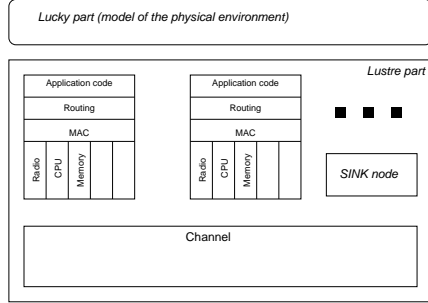 Lucky part (model of the physical environment)
Lustre part
Application code
Routing
MAC
Radio
CPU
Memory
Application code
Routing
MAC
Radio
CPU
Memory
SINK node
Channel